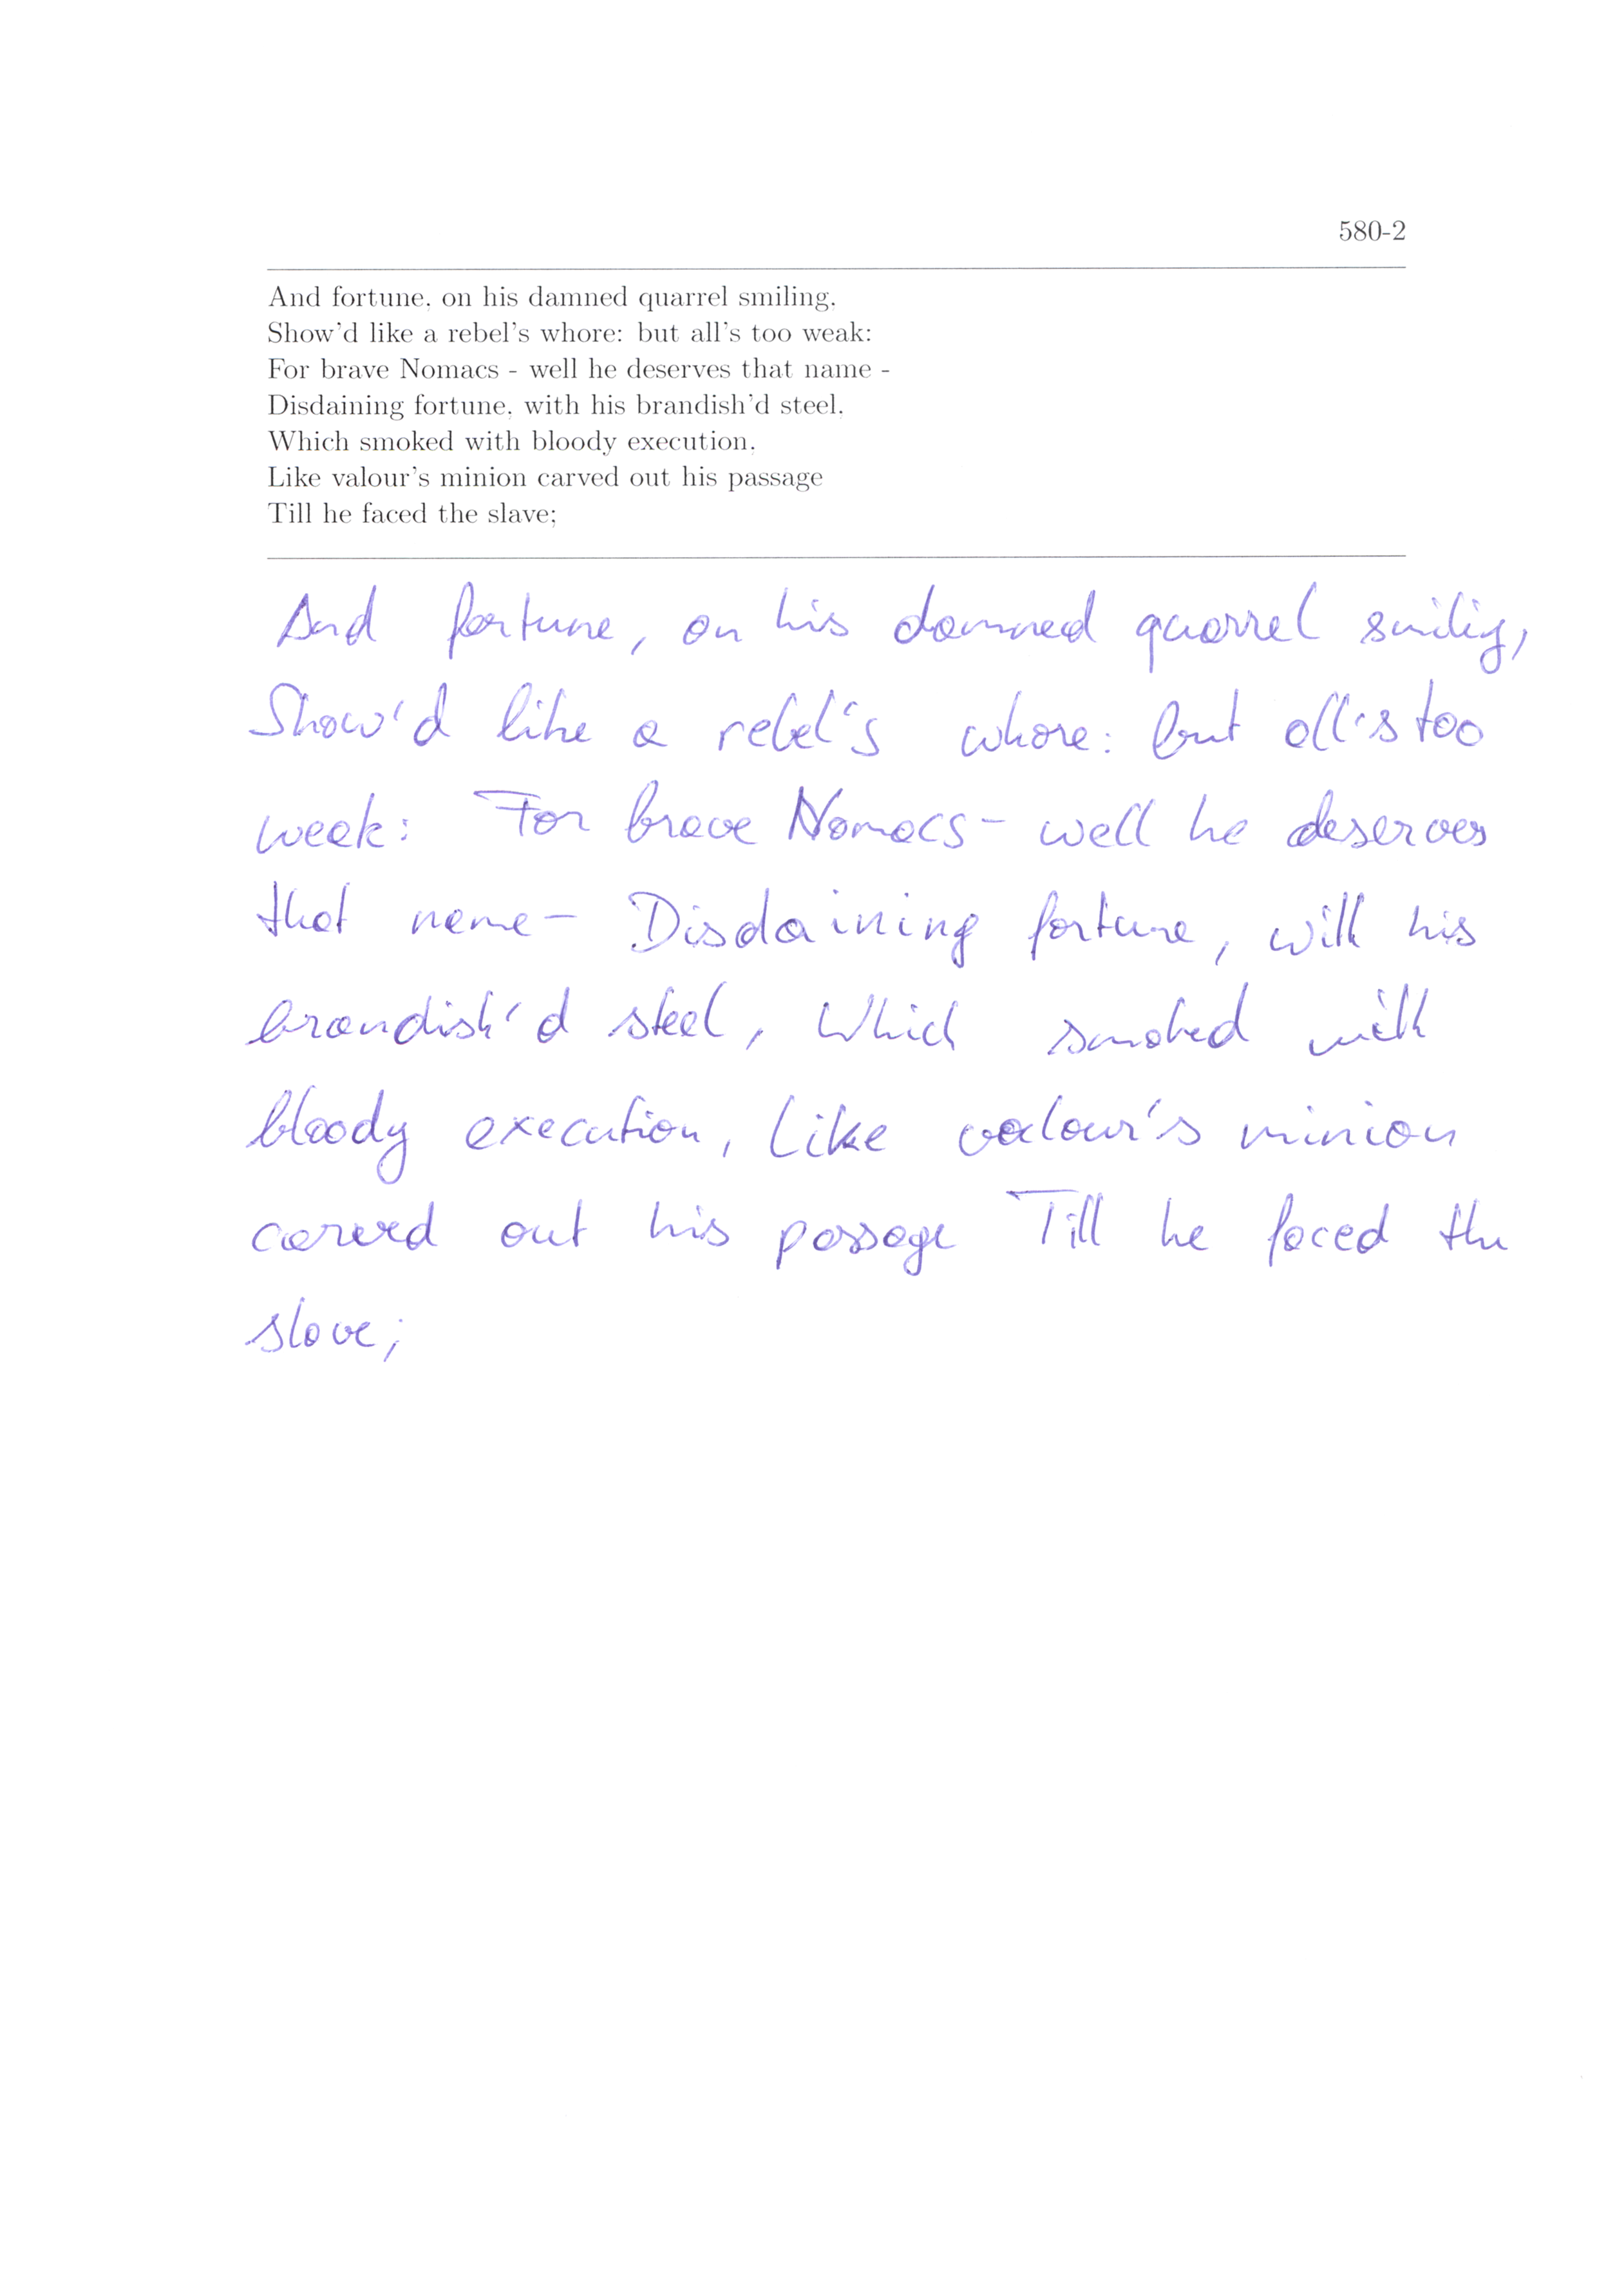 580-2
And fortune, on his damned quarrel smiling,
Show'd like a rebel's whore: but all's too weak:
For brave Nomacs - well he deserves that name -
Disdaining fortune, with his brandish'd steel,
Which smoked with bloody execution,
Like valour's minion carved out his passage
Till he faced the slave;
And fortune, on his damned quarrel smiling,
Show'd like a rebel's whore: but all's too
weak: For brave Nomacs - well he deserves
that name - Disdaining fortune, with his
brandish'd steel, Which smoked with
bloody execution, Like valour's minion
carved out his passage Till he faced the
slave;